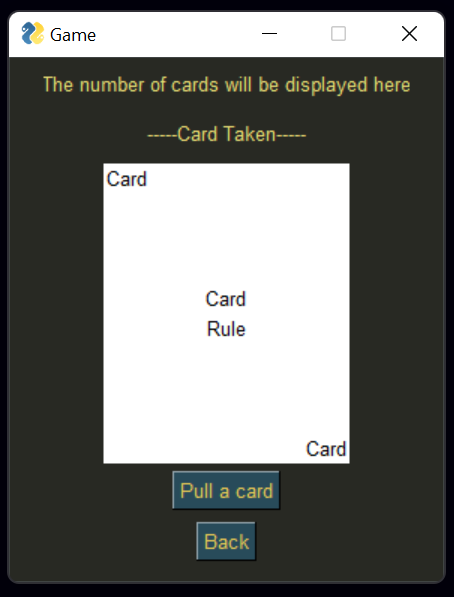 Game
The number of cards will be displayed here
-----Card Taken-----
Card
Card
Rule
Card
Pull a card
Back